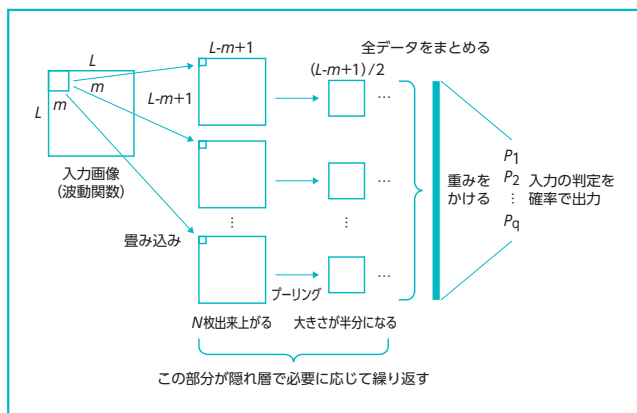 全データをまとめる
L-m+1
(L-m+1)/2
L
m
L-m+1
L
m
入力画像
(波動関数)
畳み込み
…
…
…
⋮
⋮
プーリング
N枚出来上がる
大きさが半分になる
この部分が隠れ層で必要に応じて繰り返す
重みを
かける
P1
P2
⋮
Pq
入力の判定を
確率で出力